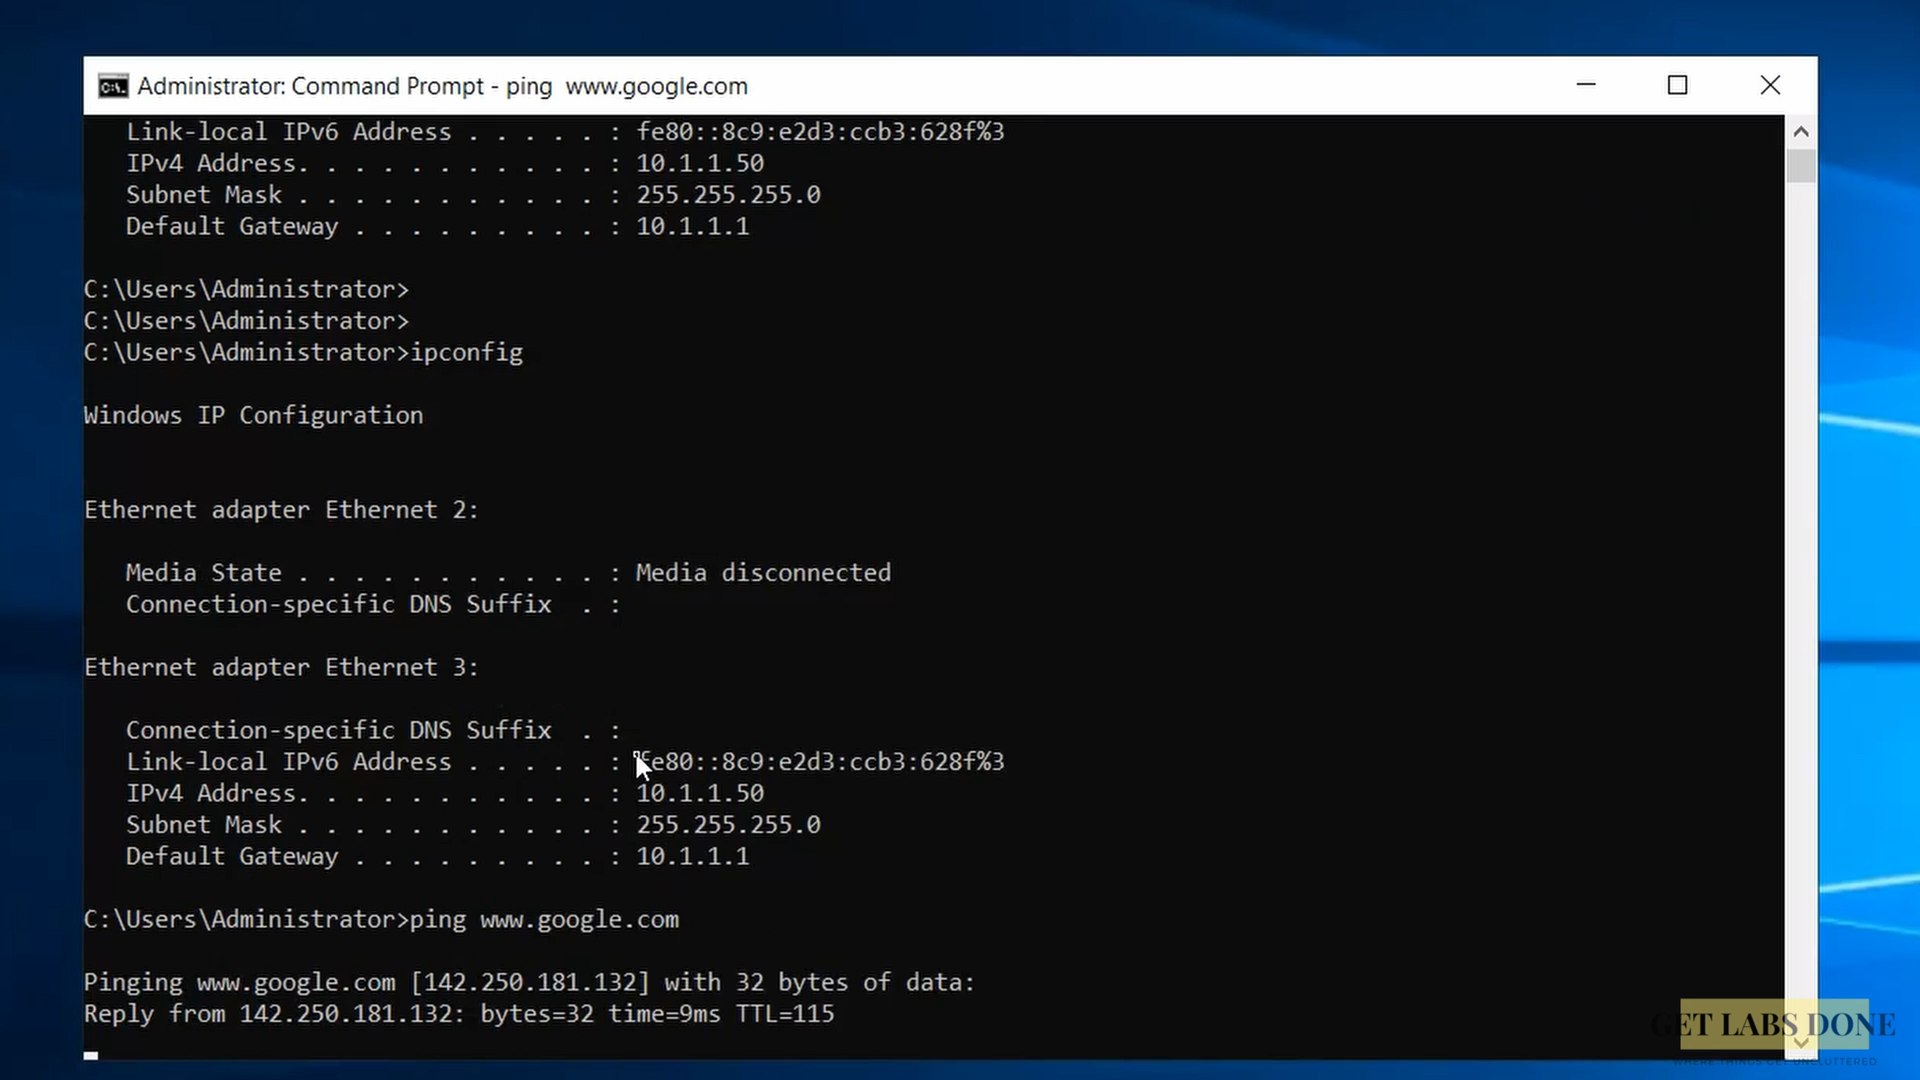 Administrator: Command Prompt - ping  www.google.com
Link-local IPv6 Address . . . . . : fe80::8c9:e2d3:ccb3:628f%3
IPv4 Address. . . . . . . . . . . : 10.1.1.50
Subnet Mask . . . . . . . . . . . : 255.255.255.0
Default Gateway . . . . . . . . . : 10.1.1.1
C:\Users\Administrator>
C:\Users\Administrator>
C:\Users\Administrator>ipconfig
Windows IP Configuration
Ethernet adapter Ethernet 2:
Media State . . . . . . . . . . . : Media disconnected
Connection-specific DNS Suffix  . :
Ethernet adapter Ethernet 3:
Connection-specific DNS Suffix  . :
Link-local IPv6 Address . . . . . : fe80::8c9:e2d3:ccb3:628f%3
IPv4 Address. . . . . . . . . . . : 10.1.1.50
Subnet Mask . . . . . . . . . . . : 255.255.255.0
Default Gateway . . . . . . . . . : 10.1.1.1
C:\Users\Administrator>ping www.google.com
Pinging www.google.com [142.250.181.132] with 32 bytes of data:
Reply from 142.250.181.132: bytes=32 time=9ms TTL=115
GET LABS DONE
WHERE THINGS GET UNCLUTTERED